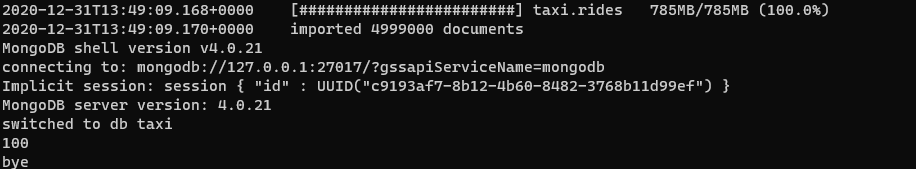 2020-12-31T13:49:09.168+0000    [########################] taxi.rides   785MB/785MB (100.0%)
2020-12-31T13:49:09.170+0000    imported 4999000 documents
MongoDB shell version v4.0.21
connecting to: mongodb://127.0.0.1:27017/?gssapiServiceName=mongodb
Implicit session: session { "id" : UUID("c9193af7-8b12-4b60-8482-3768b11d99ef") }
MongoDB server version: 4.0.21
switched to db taxi
100
bye